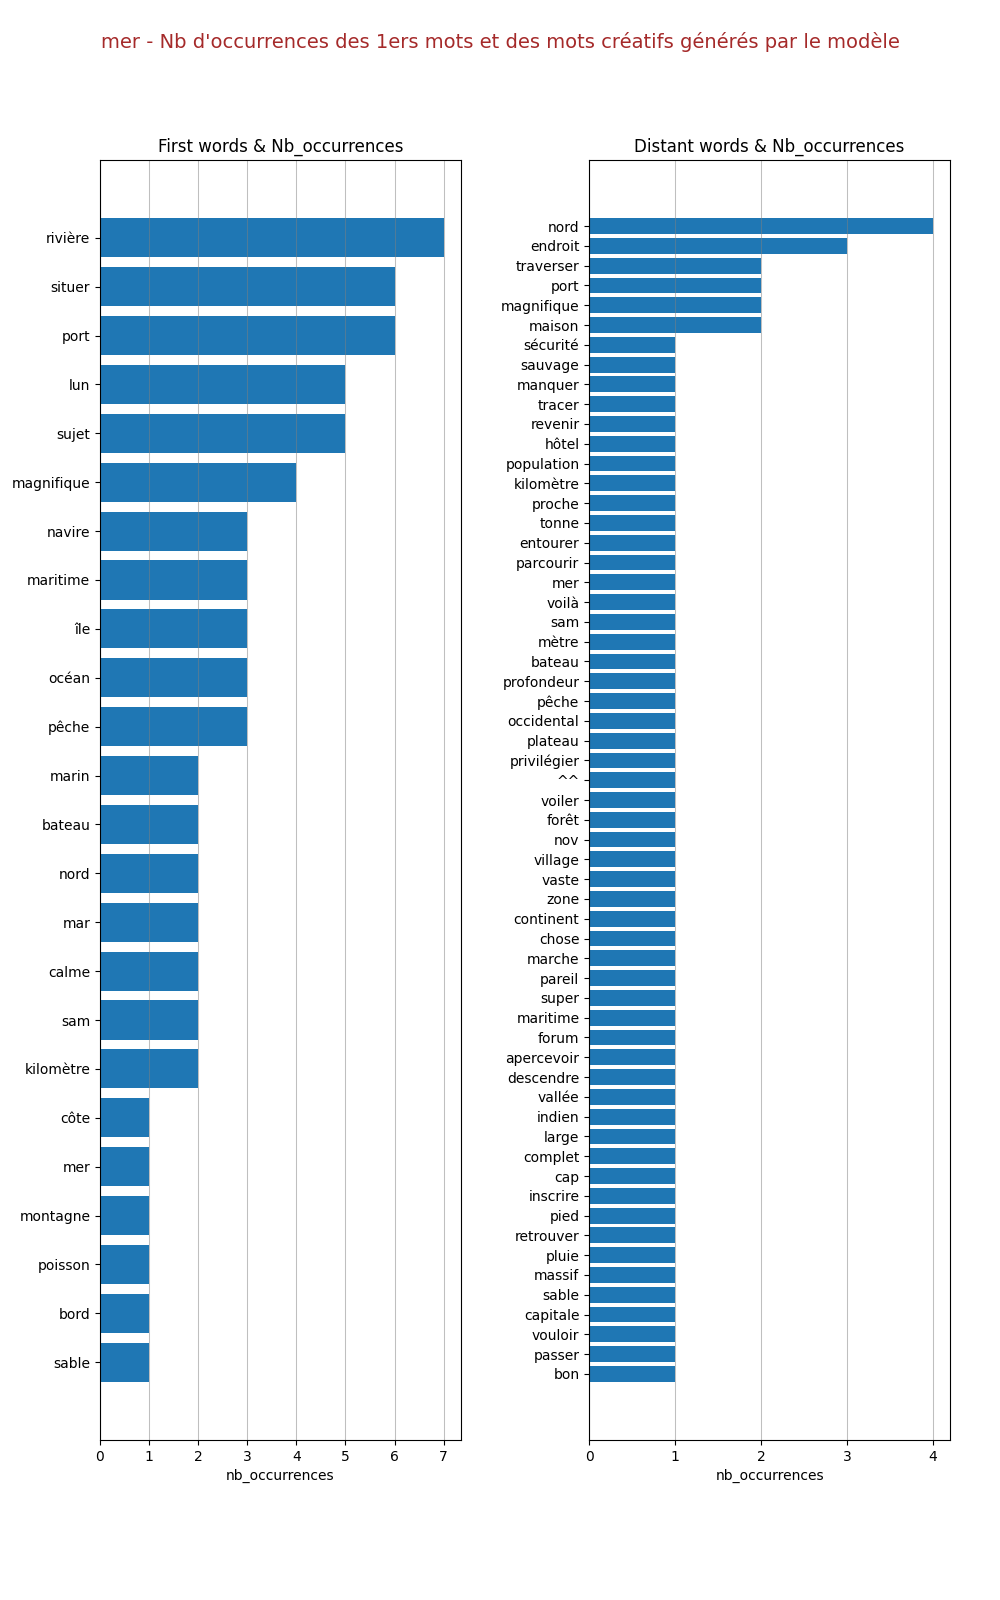 mer - Nb d'occurrences des 1ers mots et des mots créatifs générés par le modèle
First words & Nb_occurrences
rivière
situer
port
lun
sujet
magnifique
navire
maritime
île
océan
pêche
marin
bateau
nord
mar
calme
sam
kilomètre
côte
mer
montagne
poisson
bord
sable
0 1 2 3 4 5 6 7
nb_occurrences
Distant words & Nb_occurrences
nord
endroit
traverser
port
magnifique
maison
sécurité
sauvage
manquer
tracer
revenir
hôtel
population
kilomètre
proche
tonne
entourer
parcourir
mer
voilà
sam
mètre
bateau
profondeur
pêche
occidental
plateau
privilégier
^^
voiler
forêt
nov
village
vaste
zone
continent
chose
marche
pareil
super
maritime
forum
apercevoir
descendre
vallée
indien
large
complet
cap
inscrire
pied
retrouver
pluie
massif
sable
capitale
vouloir
passer
bon
0 1 2 3 4
nb_occurrences